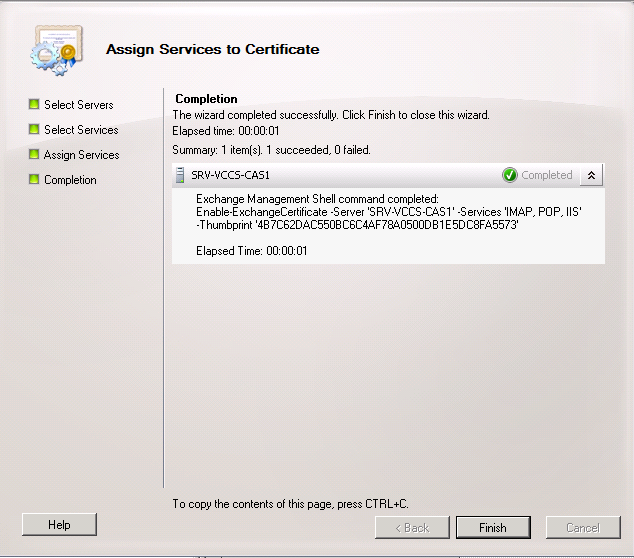 Assign Services to Certificate
Select Servers
Select Services
Assign Services
Completion
Completion
The wizard completed successfully. Click Finish to close this wizard.
Elapsed time: 00:00:01
Summary: 1 item(s). 1 succeeded, 0 failed.
SRV-VCCS-CAS1
Completed
Exchange Management Shell command completed:
Enable-ExchangeCertificate -Server 'SRV-VCCS-CAS1' -Services 'IMAP, POP, IIS'
-Thumbprint '4B7C62DAC550BC6C4AF78A0500DB1E5DC8FA5573'
Elapsed Time: 00:00:01
To copy the contents of this page, press CTRL+C.
Help
< Back
Finish
Cancel